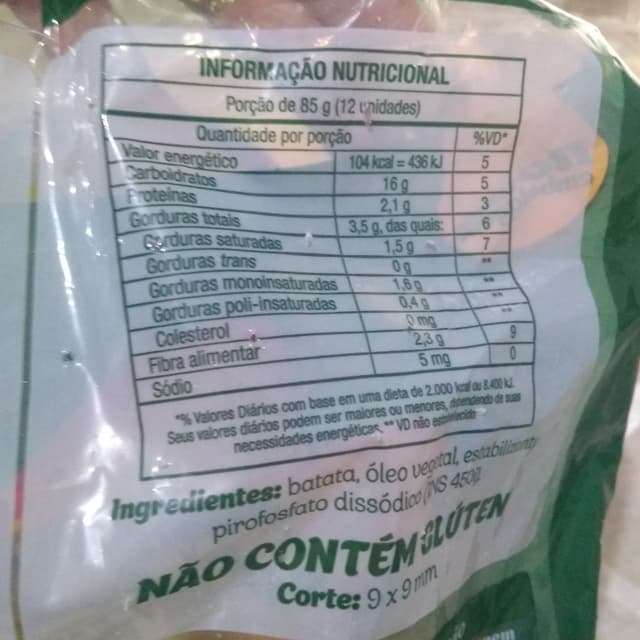 INFORMAÇÃO NUTRICIONAL
Porção de 85 g (12 unidades)
Quantidade por porção %VD*
Valor energético 104 kcal = 436 kJ 5
Carboidratos 16 g 5
Proteínas 2,1 g 3
Gorduras totais 3,5 g, das quais: 6
Gorduras saturadas 1,5 g 7
Gorduras trans 0 g **
Gorduras monoinsaturadas 1,6 g **
Gorduras poli-insaturadas 0,4 g **
Colesterol 0 mg **
Fibra alimentar 2,3 g 9
Sódio 5 mg 0
*% Valores Diários com base em uma dieta de 2.000 kcal ou 8.400 kJ.
Seus valores diários podem ser maiores ou menores, dependendo de suas
necessidades energéticas. ** VD não estabelecido.
Ingredientes: batata, óleo vegetal, estabilizante
pirofosfato dissódico (INS 450i).
NÃO CONTÉM GLÚTEN
Corte: 9 x 9 mm